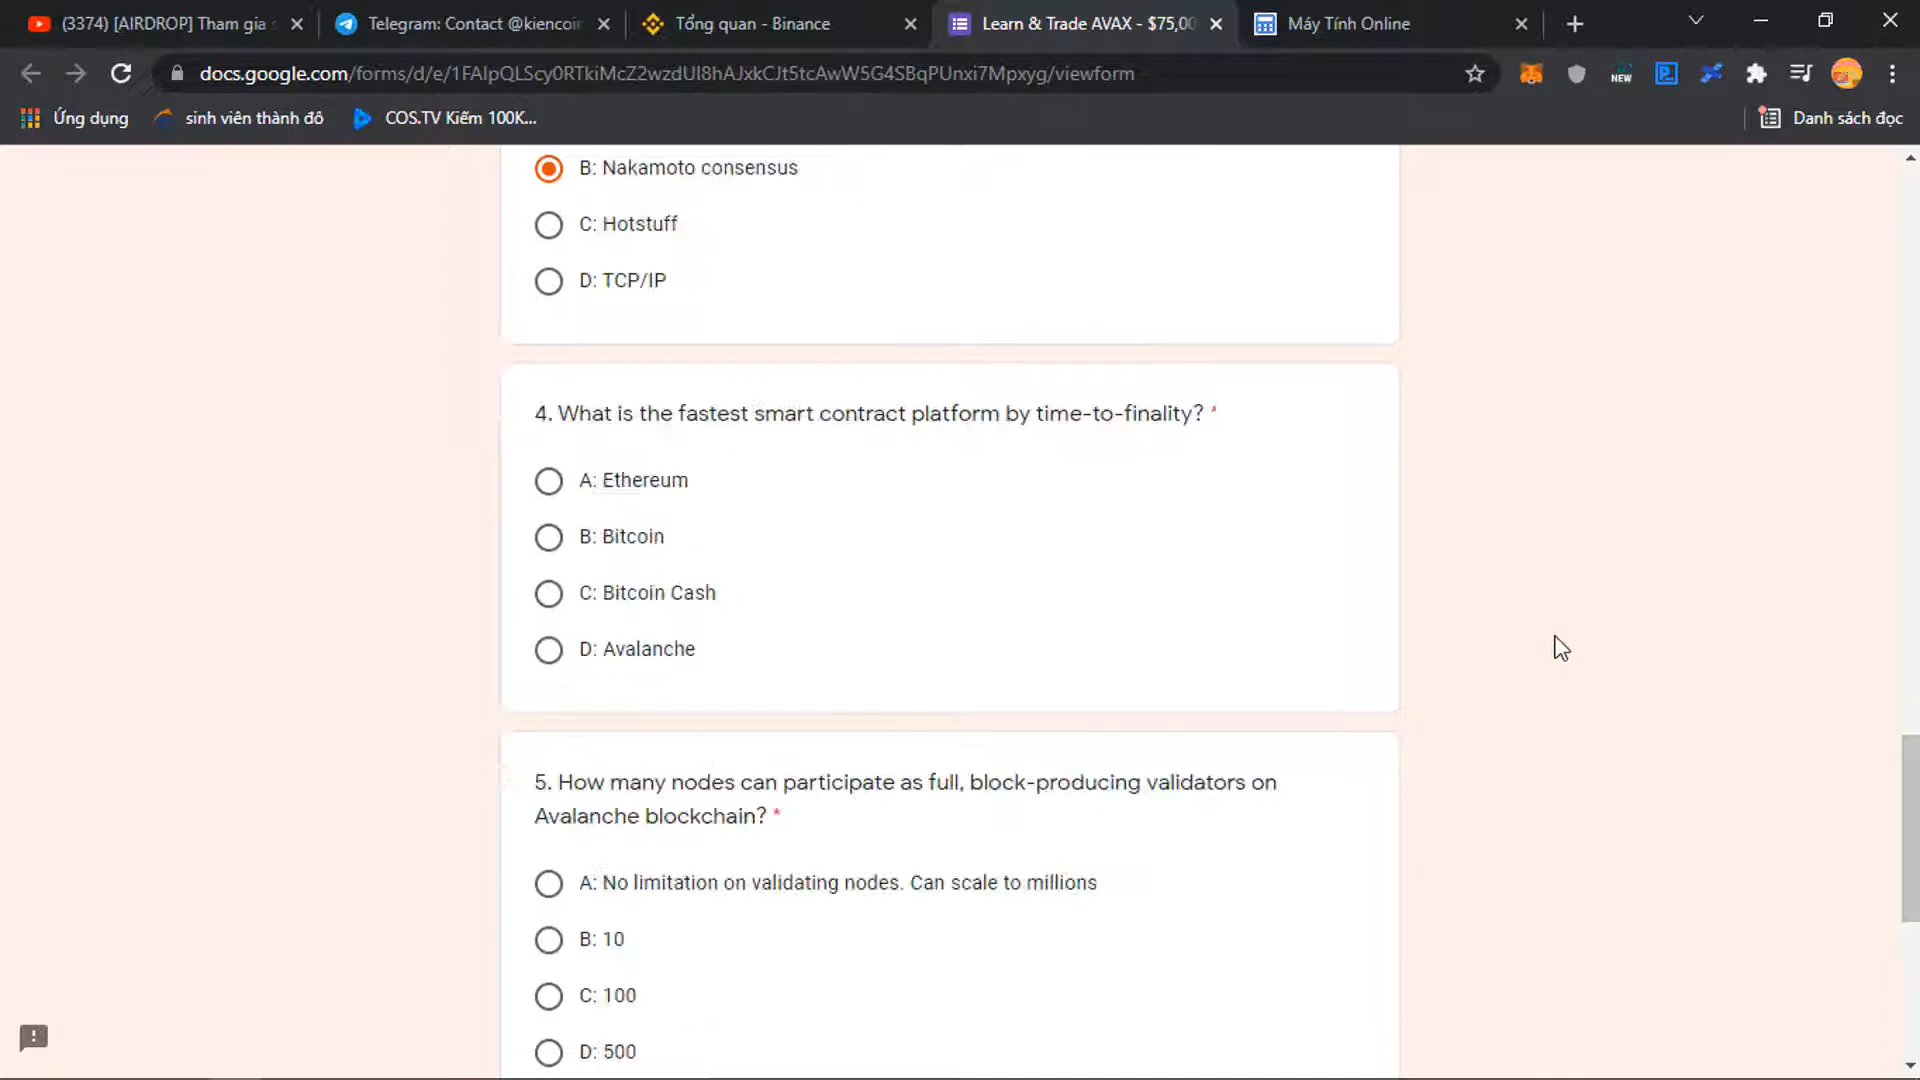 (3374) [AIRDROP] Tham gia
Telegram: Contact @kiencoin
Tổng quan - Binance
Learn & Trade AVAX - $75,00
Máy Tính Online
docs.google.com/forms/d/e/1FAIpQLScy0RTkiMcZ2wzdUl8hAJxkCJt5tcAwW5G4SBqPUnxi7Mpxyg/viewform
NEW
Ứng dụng
sinh viên thành đô
COS.TV Kiếm 100K...
Danh sách đọc
B: Nakamoto consensus
C: Hotstuff
D: TCP/IP
4. What is the fastest smart contract platform by time-to-finality? *
A: Ethereum
B: Bitcoin
C: Bitcoin Cash
D: Avalanche
5. How many nodes can participate as full, block-producing validators on
Avalanche blockchain? *
A: No limitation on validating nodes. Can scale to millions
B: 10
C: 100
D: 500